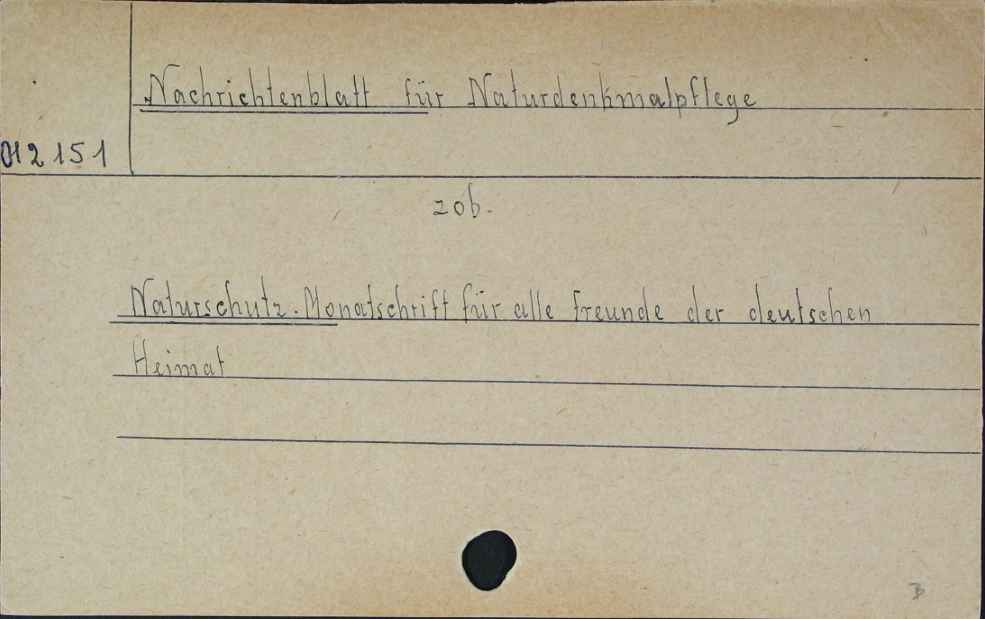 Nachrichtenblatt für Naturdenkmalpflege
012151
zob.
Naturschutz. Monatschrift für alle freunde der deutschen
Heimat
B